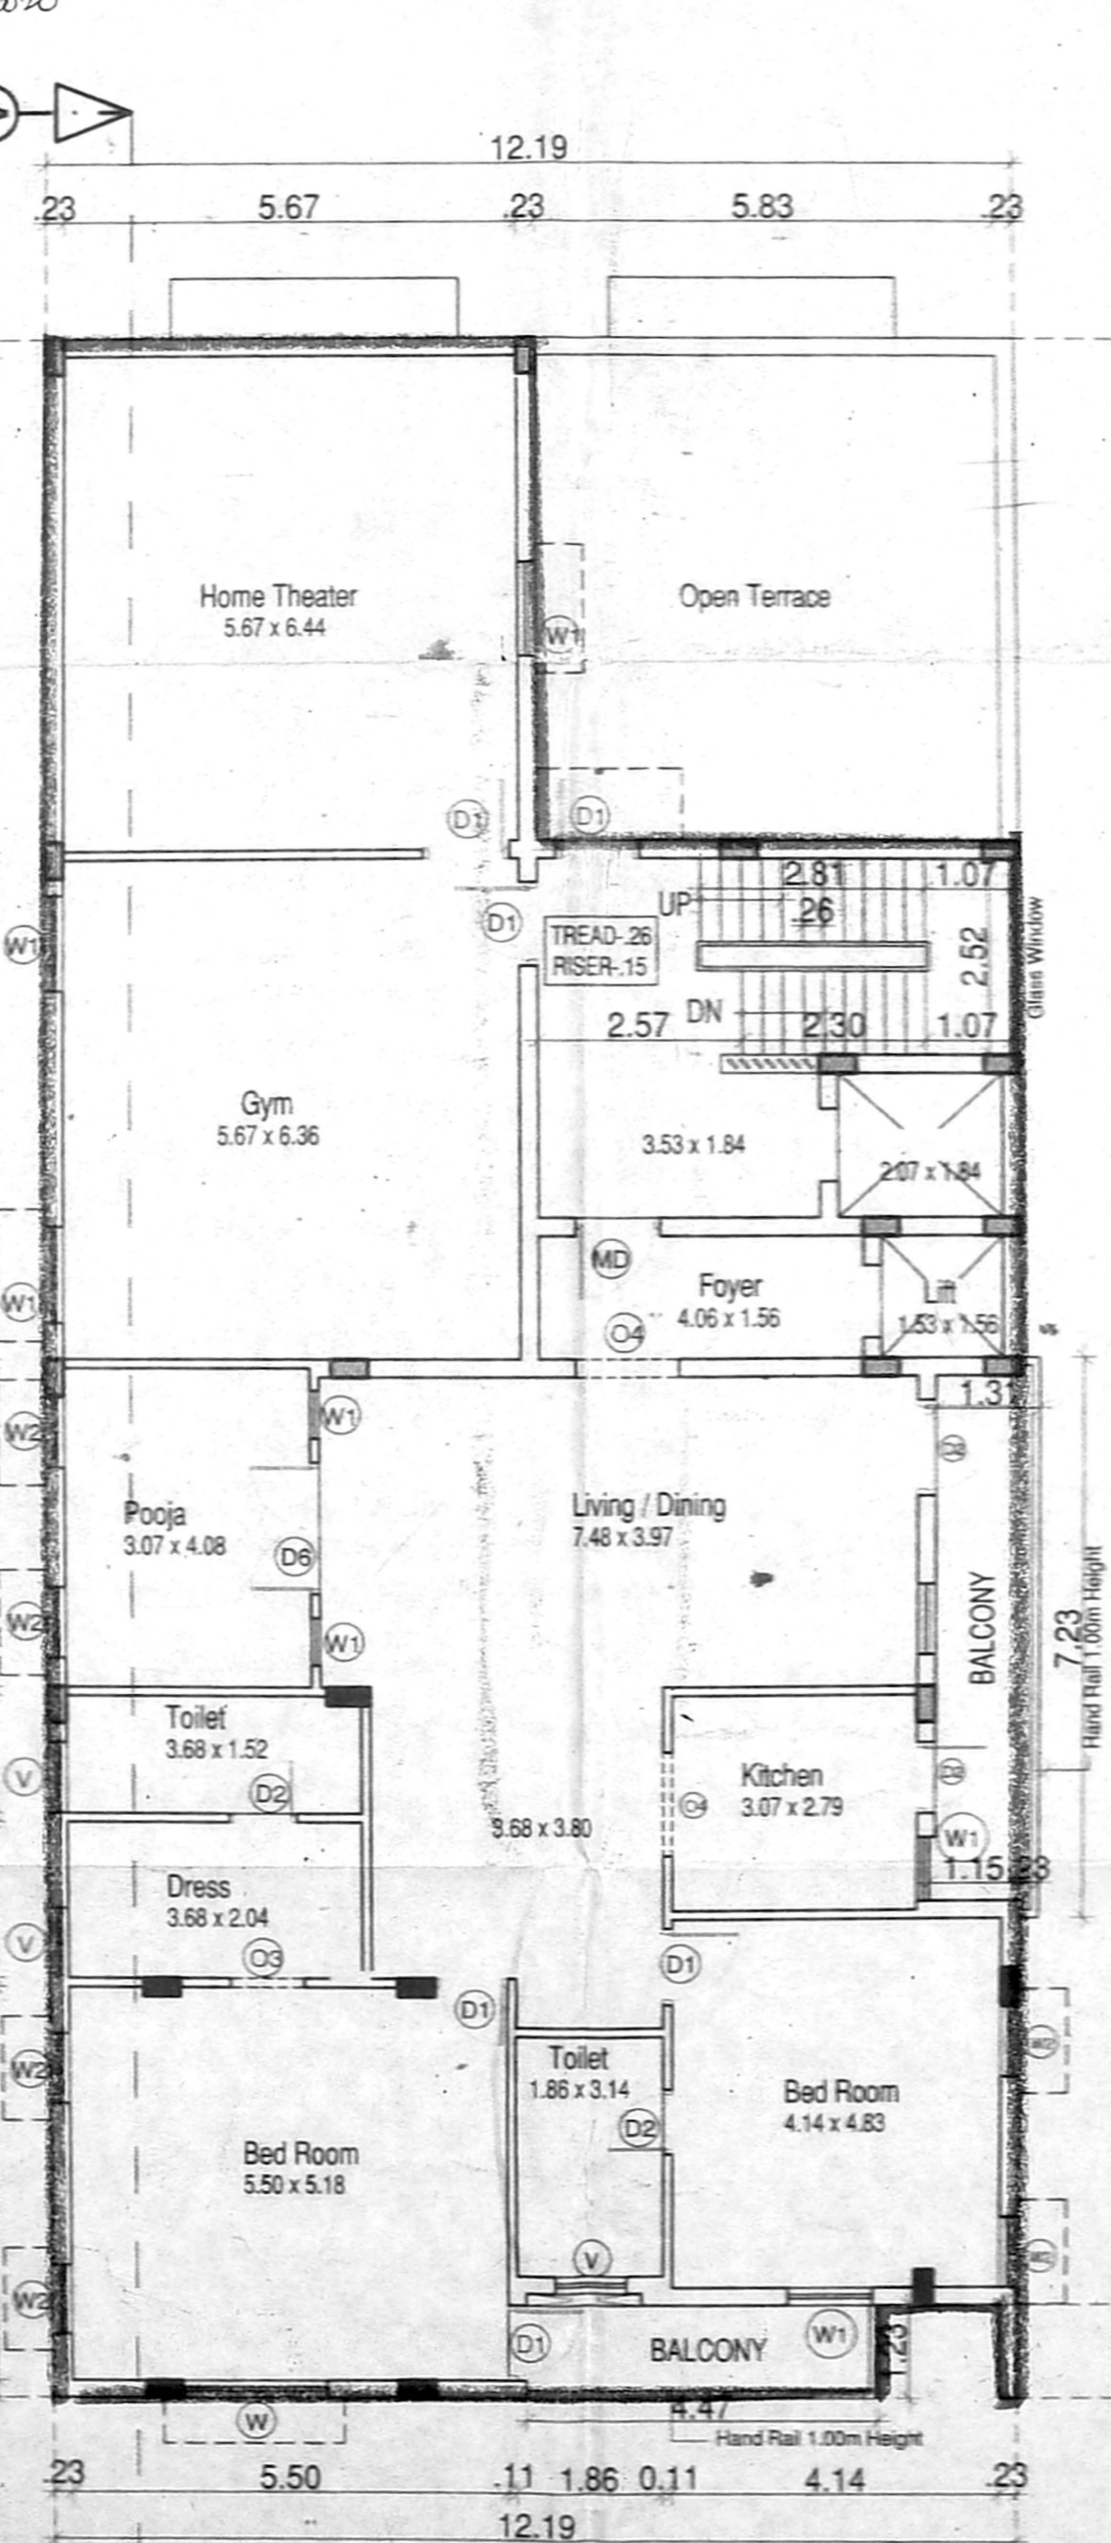 12.19
.23 5.67 .23 5.83 .23
Home Theater
5.67 x 6.44
W1
Open Terrace
D1
D1
2.81 1.07
UP
.26
D1
TREAD-.26
RISER-.15
2.52
Glass Window
W1
DN
2.57 2.30 1.07
Gym
5.67 x 6.36
3.53 x 1.84
2.07 x 1.84
MD
Foyer
4.06 x 1.56
O4
Lift
1.53 x 1.56
W1
1.31
W1
W2
D2
Living / Dining
7.48 x 3.97
Pooja
3.07 x 4.08
D6
BALCONY
7.23
Hand Rail 1.00m Height
W2
W1
Toilet
3.68 x 1.52
V
D2
Kitchen
3.07 x 2.79
O4
3.68 x 3.80
W1
1.15
Dress
3.68 x 2.04
V
O3
D1
D1
W2
Toilet
1.86 x 3.14
D2
W2
Bed Room
4.14 x 4.83
Bed Room
5.50 x 5.18
V
W2
D1
BALCONY
W1
1.23
4.47
W
Hand Rail 1.00m Height
.23 5.50 .11 1.86 0.11 4.14 .23
12.19